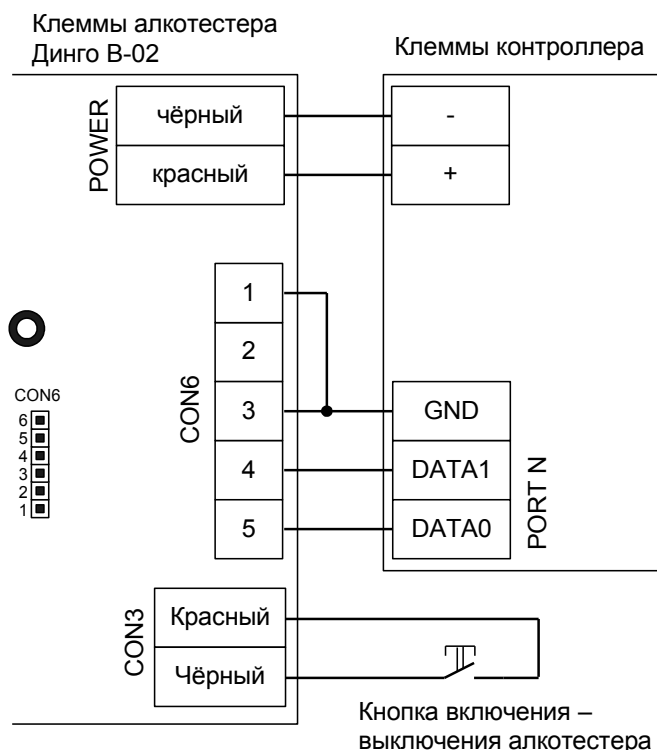 Клеммы алкотестера
Динго В-02
Клеммы контроллера
POWER
чёрный
-
красный
+
CON6
1
2
3
GND
4
DATA1
5
DATA0
PORT N
CON6
6
5
4
3
2
1
CON3
Красный
Чёрный
Кнопка включения –
выключения алкотестера